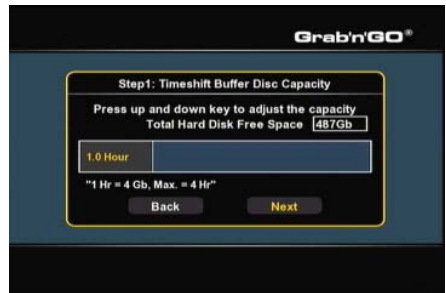 Grab'n'GO®
Step1: Timeshift Buffer Disc Capacity
Press up and down key to adjust the capacity
Total Hard Disk Free Space 487Gb
1.0 Hour
"1 Hr = 4 Gb, Max. = 4 Hr"
Back Next